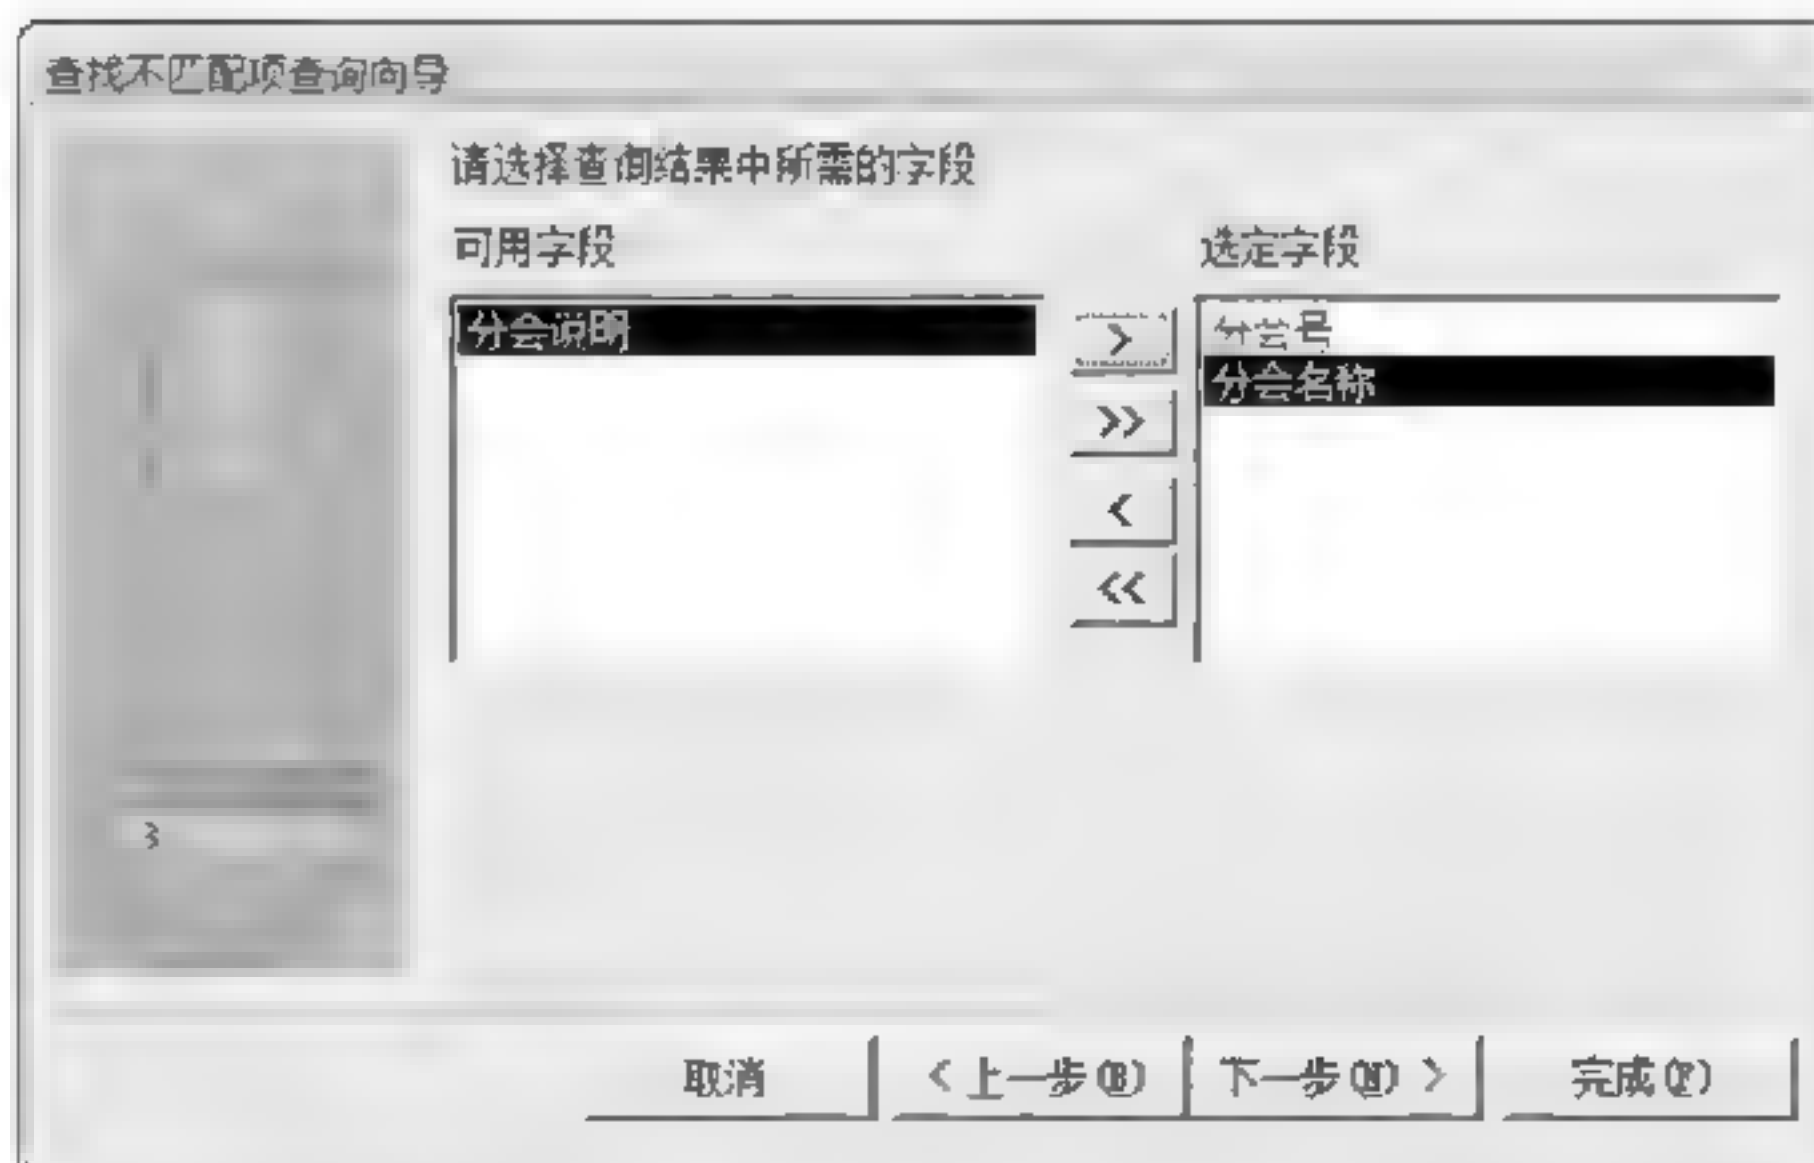 查找不匹配项查询向导
请选择查询结果中所需的字段
可用字段
选定字段
分会说明
>
分会号
分会名称
>>
<
<<
取消
<上一步(B)
下一步(N)>
完成(F)